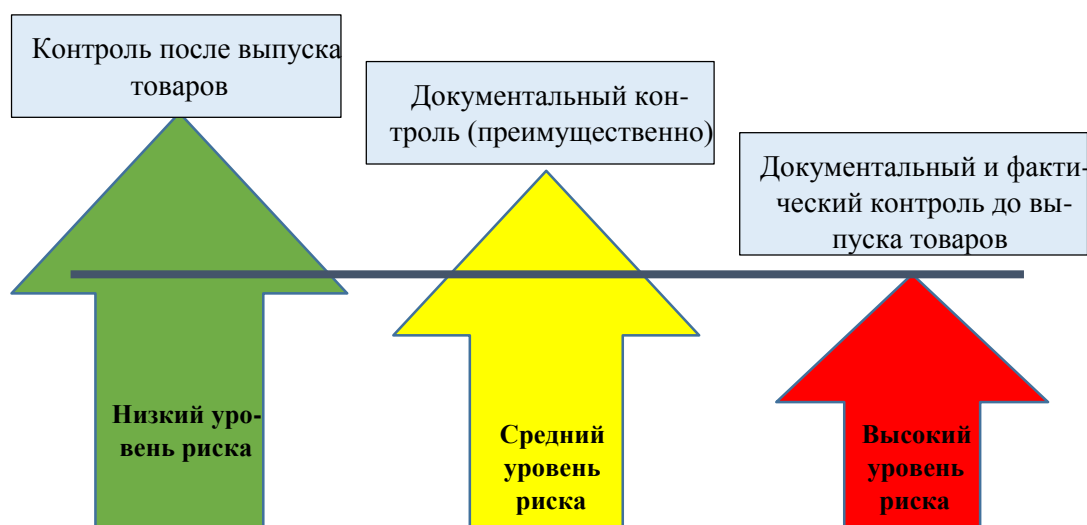 Контроль после выпуска
товаров
Документальный кон-
троль (преимущественно)
Документальный и факти-
ческий контроль до вы-
пуска товаров
Низкий уро-
вень риска
Средний
уровень
риска
Высокий
уровень
риска